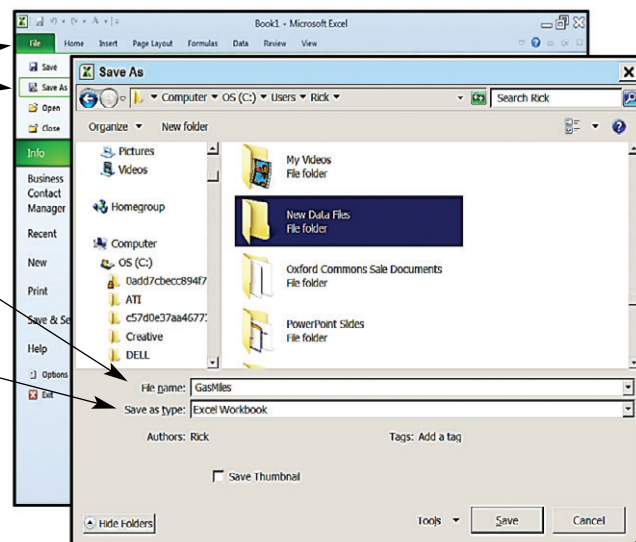 Book1 - Microsoft Excel
File Home Insert Page Layout Formulas Data Review View
Save
Save As
Open
Close
Info
Business
Contact
Manager
Recent
New
Print
Save & Se
Help
Options
Exit
Save As
Computer OS (C:) Users Rick
Search Rick
Organize New folder
Pictures
Videos
Homegroup
Computer
OS (C:)
0add7cbecc894f7
ATI
c57d0e37aa4677:
Creative
DELL
My Videos
File folder
New Data Files
File folder
Oxford Commons Sale Documents
File folder
PowerPoint Slides
File folder
File name: GasMiles
Save as type: Excel Workbook
Authors: Rick Tags: Add a tag
Save Thumbnail
Hide Folders Tools Save Cancel